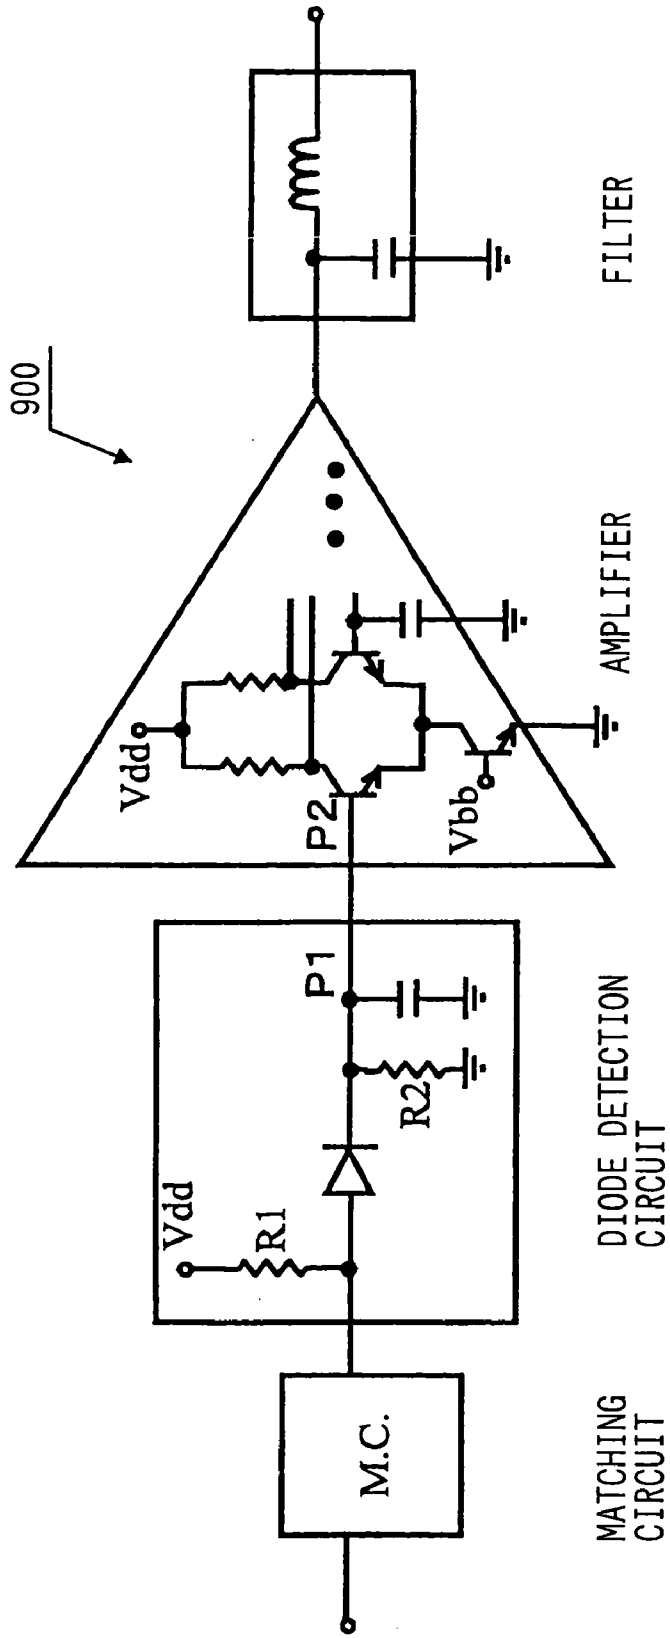 900
Vdd
R1
R2
P1
P2
Vdd
Vbb
M.C.
MATCHING
CIRCUIT
DIODE DETECTION
CIRCUIT
AMPLIFIER
FILTER